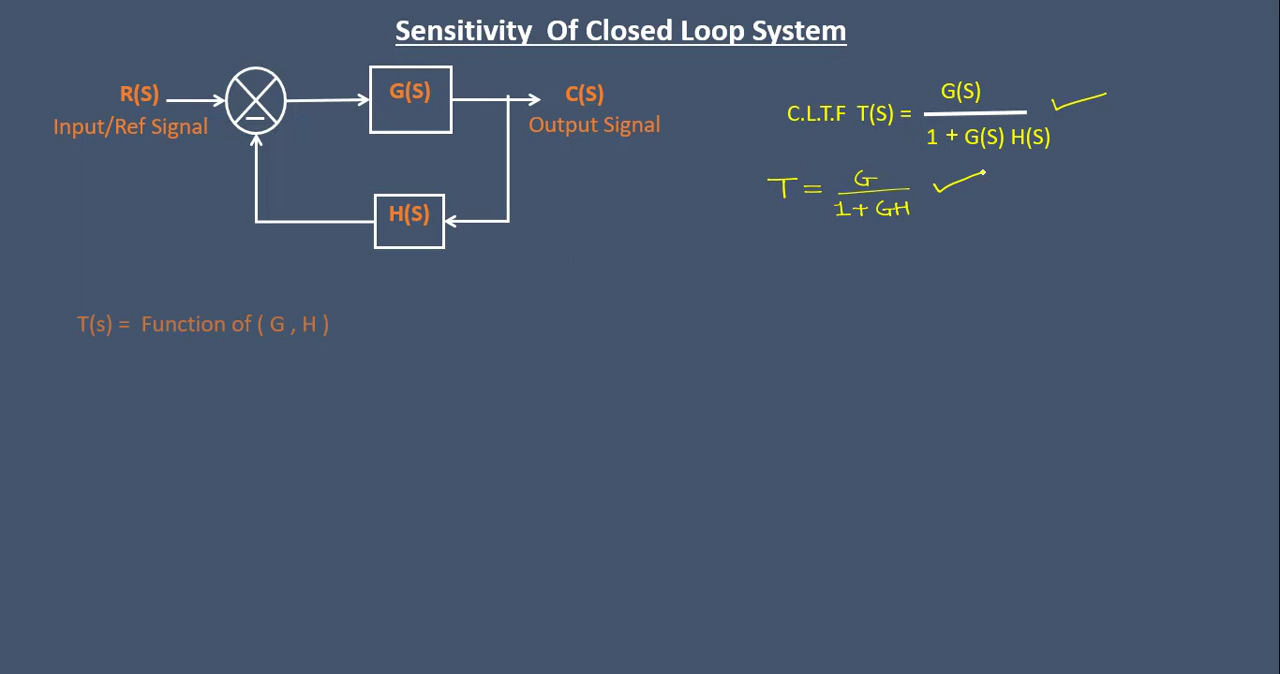 Sensitivity Of Closed Loop System
R(S)
Input/Ref Signal
G(S)
C(S)
Output Signal
H(S)
C.L.T.F T(S) = G(S)
1 + G(S) H(S)
T = G
1 + GH
T(s) = Function of ( G , H )